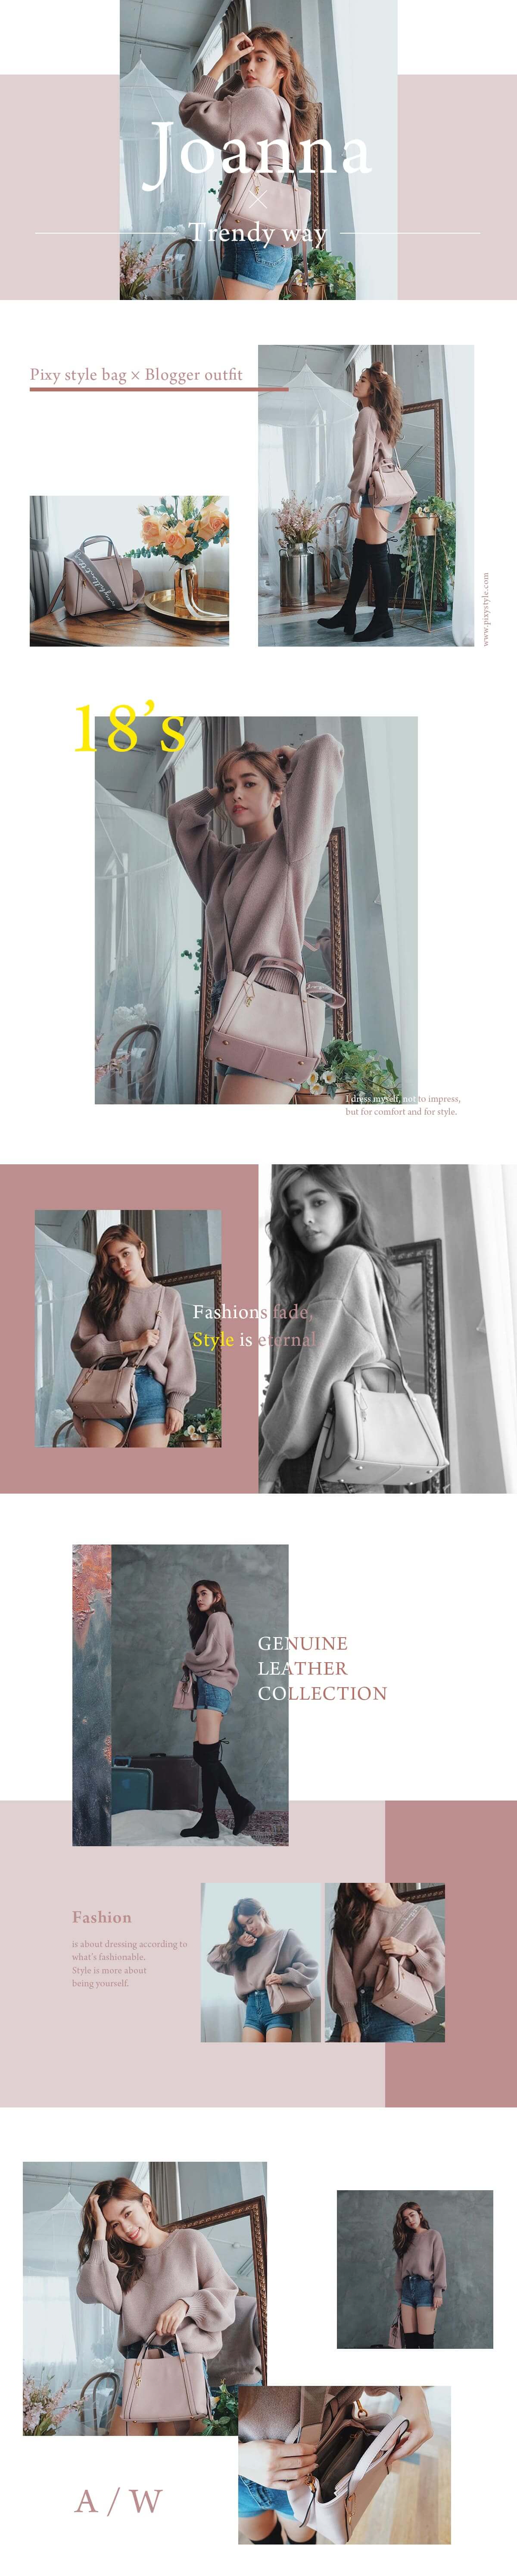 Joanna
×
Trendy way
Pixy style bag × Blogger outfit
www.pixystyle.com
18’s
I dress myself, not to impress,
but for comfort and for style.
Fashions fade,
Style is eternal
GENUINE
LEATHER
COLLECTION
Fashion
is about dressing according to
what's fashionable.
Style is more about
being yourself.
A / W